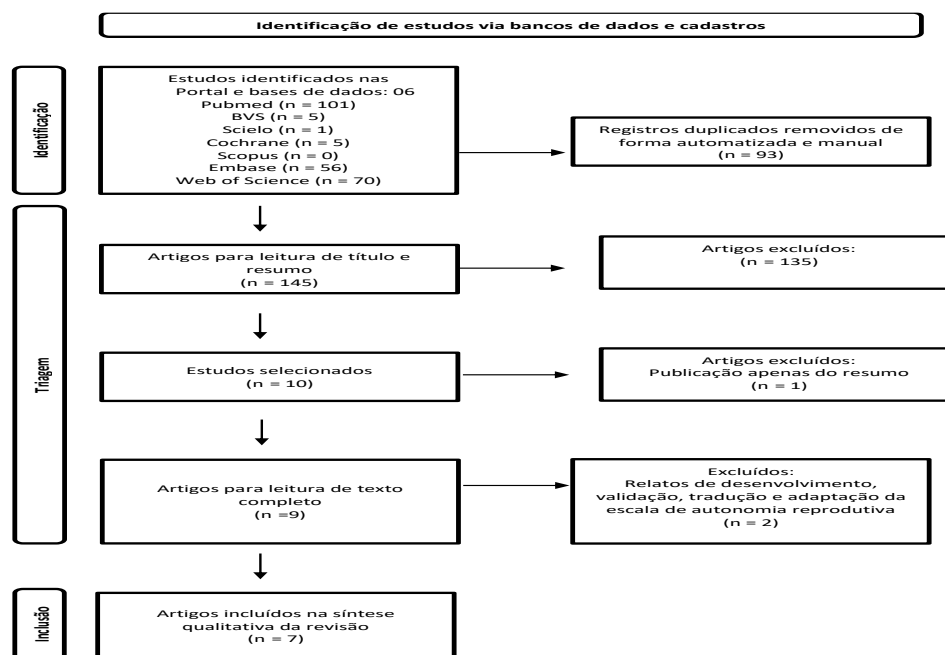 Identificação de estudos via bancos de dados e cadastros
Identificação
Estudos identificados nas
Portal e bases de dados: 06
Pubmed (n = 101)
BVS (n = 5)
Scielo (n = 1)
Cochrane (n = 5)
Scopus (n = 0)
Embase (n = 56)
Web of Science (n = 70)
Registros duplicados removidos de
forma automatizada e manual
(n = 93)
Triagem
Artigos para leitura de título e
resumo
(n = 145)
Artigos excluídos:
(n = 135)
Estudos selecionados
(n = 10)
Artigos excluídos:
Publicação apenas do resumo
(n = 1)
Artigos para leitura de texto
completo
(n =9)
Excluídos:
Relatos de desenvolvimento,
validação, tradução e adaptação da
escala de autonomia reprodutiva
(n = 2)
Inclusão
Artigos incluídos na síntese
qualitativa da revisão
(n = 7)